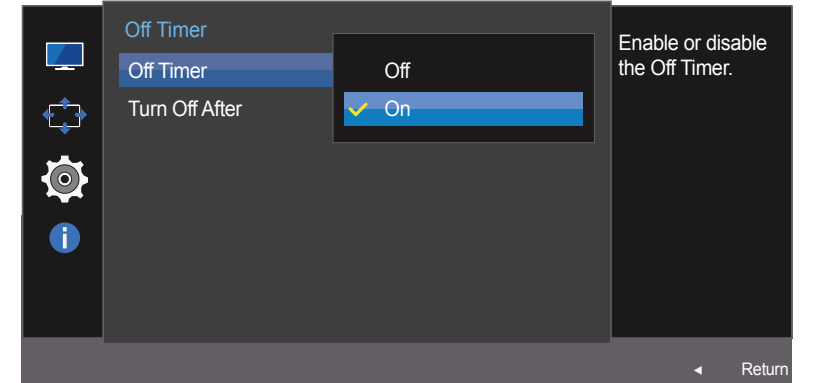 Off Timer
Off Timer
Off
Turn Off After
On
Enable or disable
the Off Timer.
i
Return